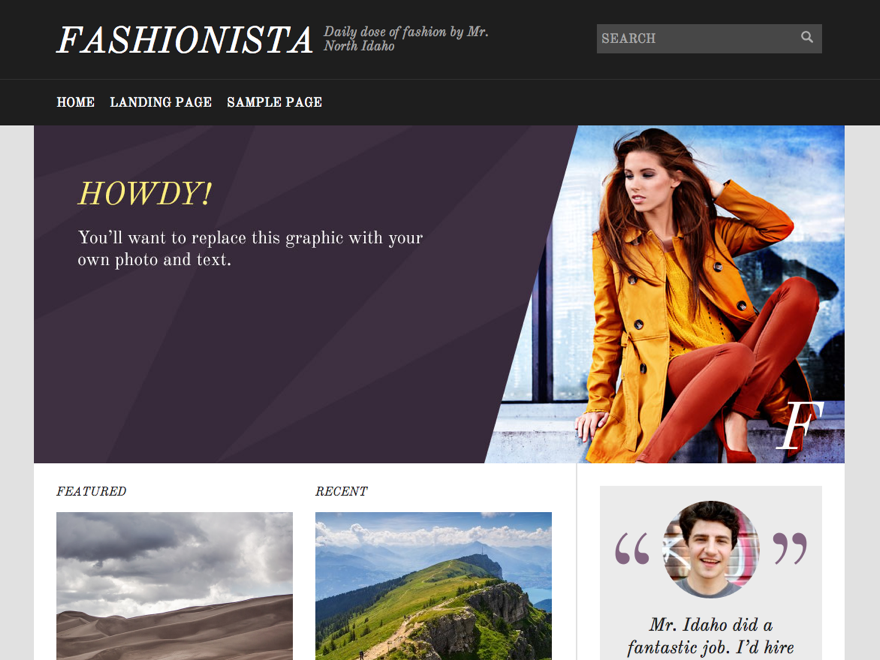 FASHIONISTA
Daily dose of fashion by Mr.
North Idaho
SEARCH
HOME LANDING PAGE SAMPLE PAGE
HOWDY!
You’ll want to replace this graphic with your
own photo and text.
F
FEATURED
RECENT
“ ”
Mr. Idaho did a
fantastic job. I’d hire